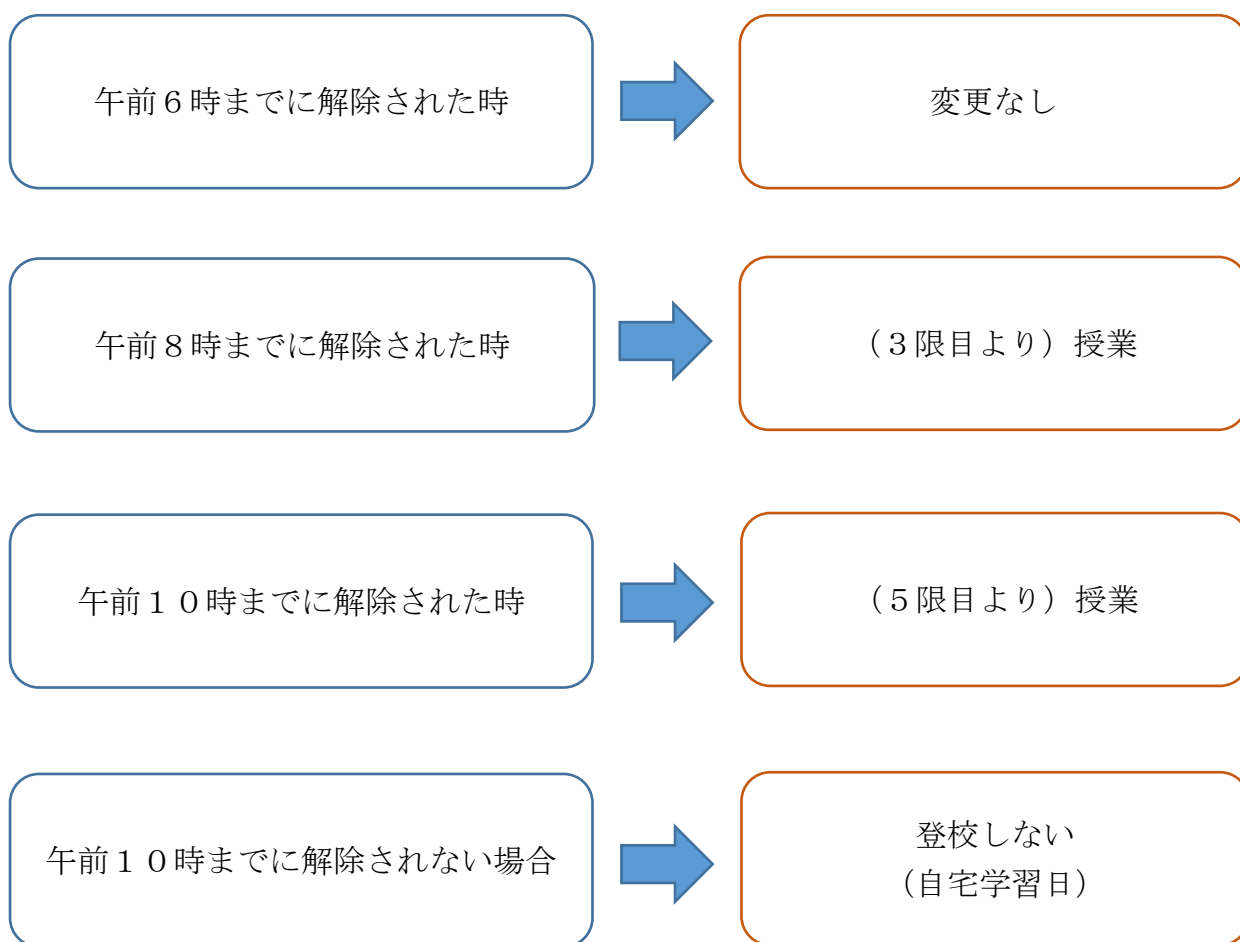 午前６時までに解除された時
変更なし
午前８時までに解除された時
（３限目より）授業
午前１０時までに解除された時
（５限目より）授業
午前１０時までに解除されない場合
登校しない
（自宅学習日）